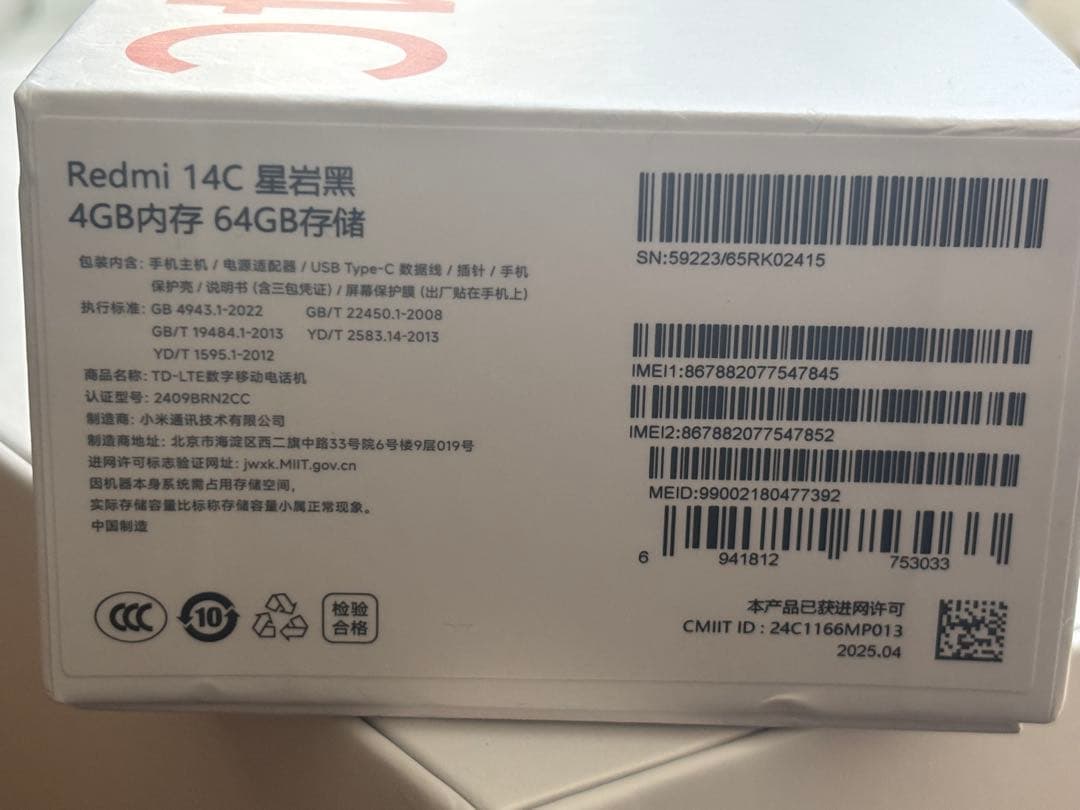 4C
Redmi 14C 星岩黑
4GB内存 64GB存储
包装内含: 手机主机 / 电源适配器 / USB Type-C 数据线 / 插针 / 手机
保护壳 / 说明书 (含三包凭证) / 屏幕保护膜 (出厂贴在手机上)
执行标准: GB 4943.1-2022 GB/T 22450.1-2008
GB/T 19484.1-2013 YD/T 2583.14-2013
YD/T 1595.1-2012
商品名称: TD-LTE数字移动电话机
认证型号: 2409BRN2CC
制造商: 小米通讯技术有限公司
制造商地址: 北京市海淀区西二旗中路33号院6号楼9层019号
进网许可标志验证网址: jwxk.MIIT.gov.cn
因机器本身系统需占用存储空间,
实际存储容量比标称存储容量小属正常现象。
中国制造
CCC
10
检验
合格
SN:59223/65RK02415
IMEI1:867882077547845
IMEI2:867882077547852
MEID:99002180477392
6 941812 753033
本产品已获进网许可
CMIIT ID : 24C1166MP013
2025.04